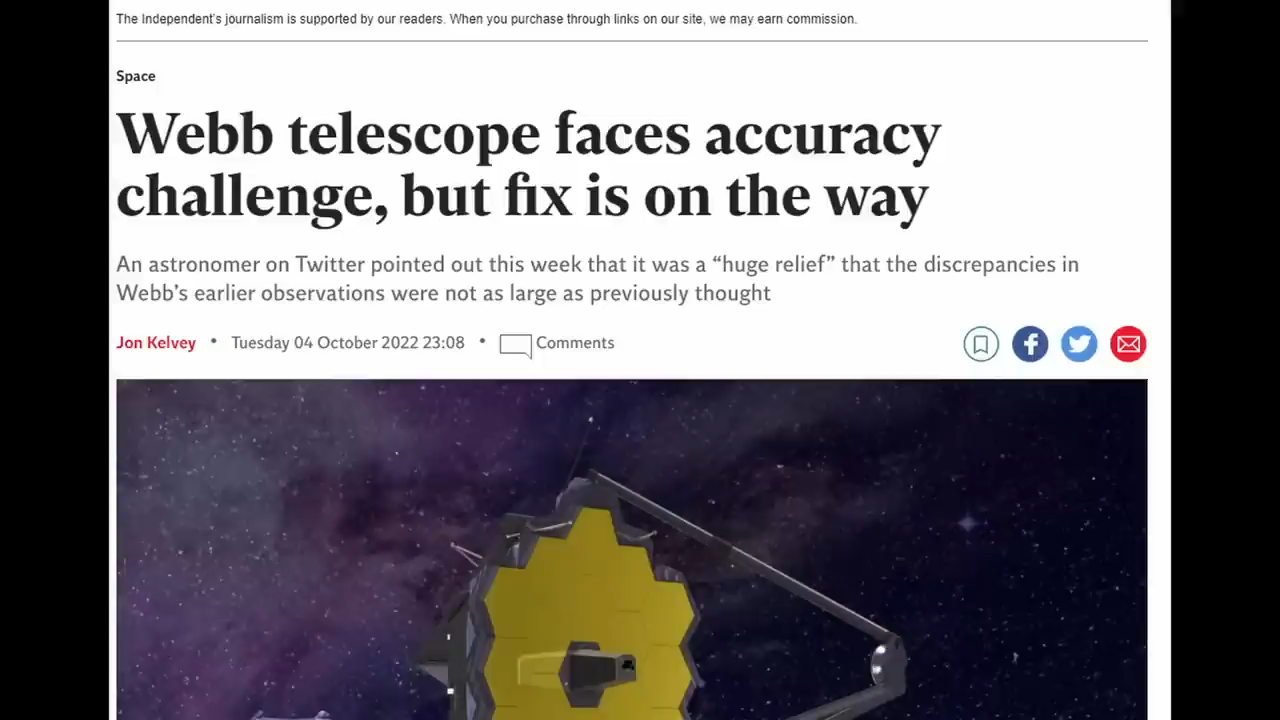 The Independent's journalism is supported by our readers. When you purchase through links on our site, we may earn commission.
Space
Webb telescope faces accuracy
challenge, but fix is on the way
An astronomer on Twitter pointed out this week that it was a “huge relief” that the discrepancies in
Webb’s earlier observations were not as large as previously thought
Jon Kelvey • Tuesday 04 October 2022 23:08 • Comments